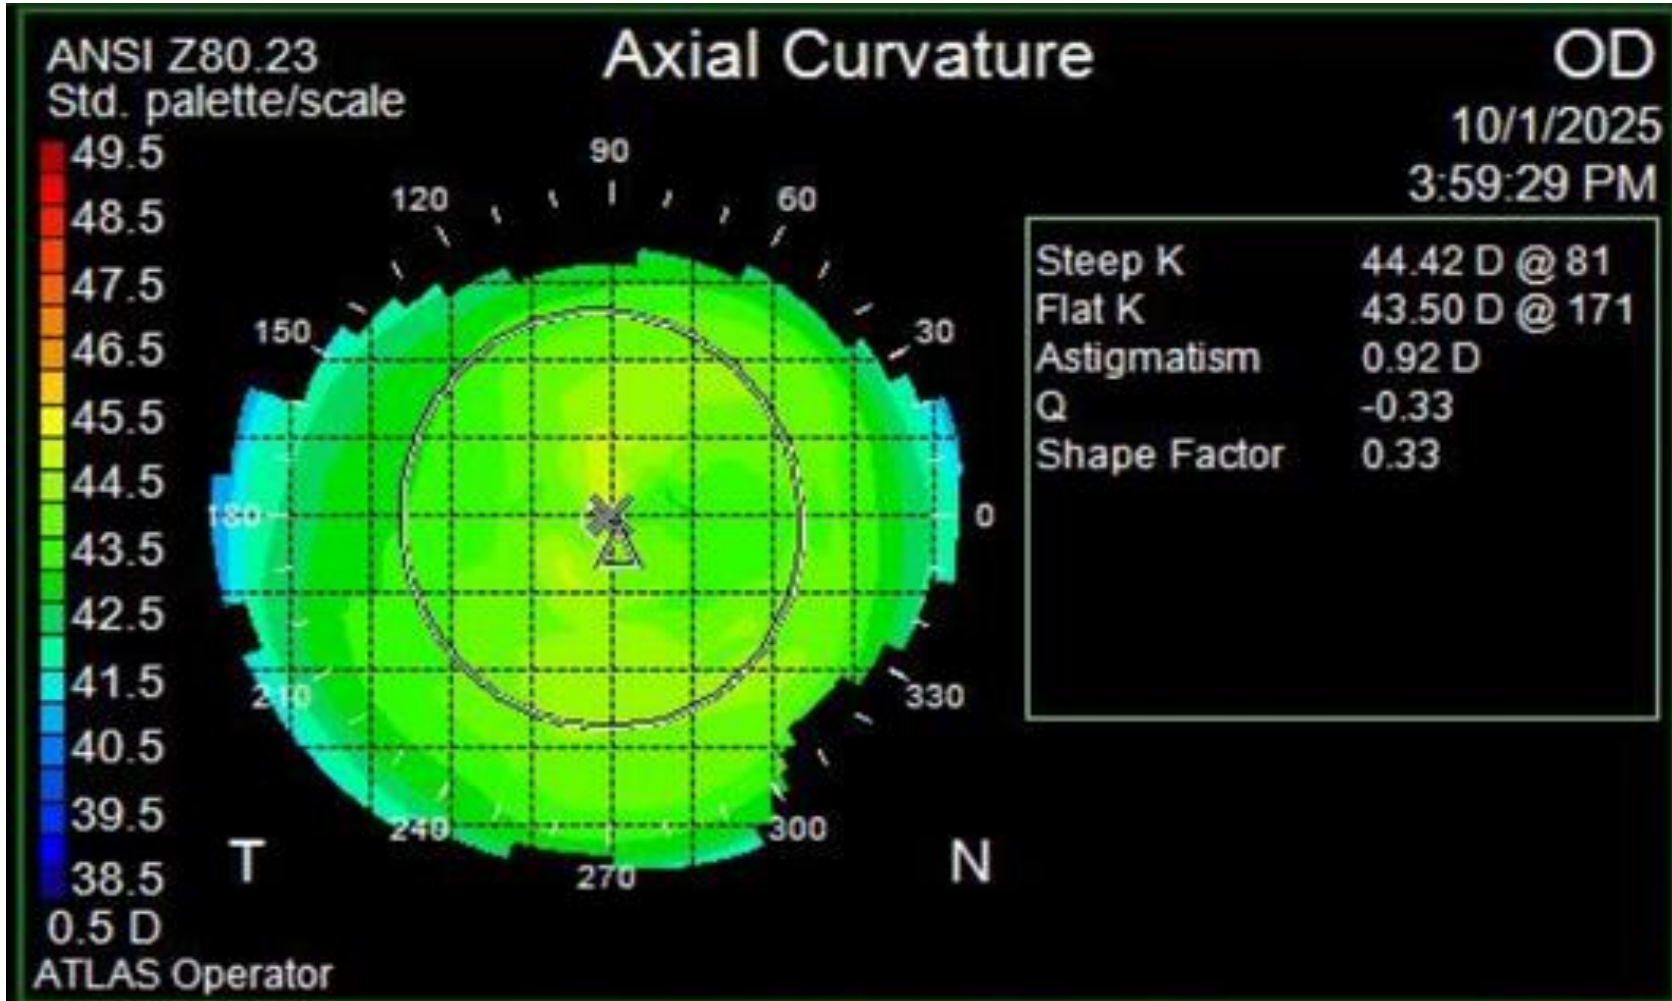 ANSI Z80.23
Std. palette/scale
Axial Curvature
OD
10/1/2025
3:59:29 PM
49.5
48.5
47.5
46.5
45.5
44.5
43.5
42.5
41.5
40.5
39.5
38.5
0.5 D
90
120
60
150
30
180
0
210
330
240
300
270
T
N
Steep K 44.42 D @ 81
Flat K 43.50 D @ 171
Astigmatism 0.92 D
Q -0.33
Shape Factor 0.33
ATLAS Operator